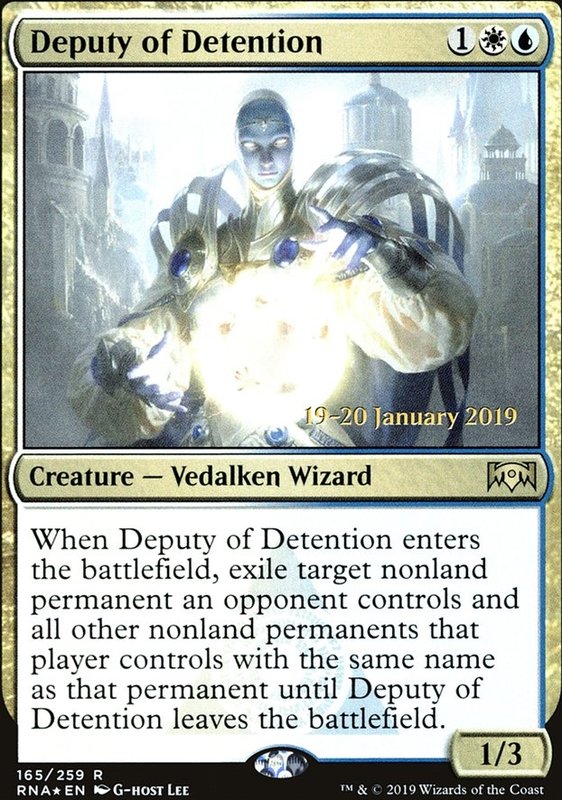 Deputy of Detention 1
19-20 January 2019
Creature — Vedalken Wizard
When Deputy of Detention enters
the battlefield, exile target nonland
permanent an opponent controls and
all other nonland permanents that
player controls with the same name
as that permanent until Deputy of
Detention leaves the battlefield.
1/3
165/259 R
RNA★EN G-host Lee
™ & © 2019 Wizards of the Coast